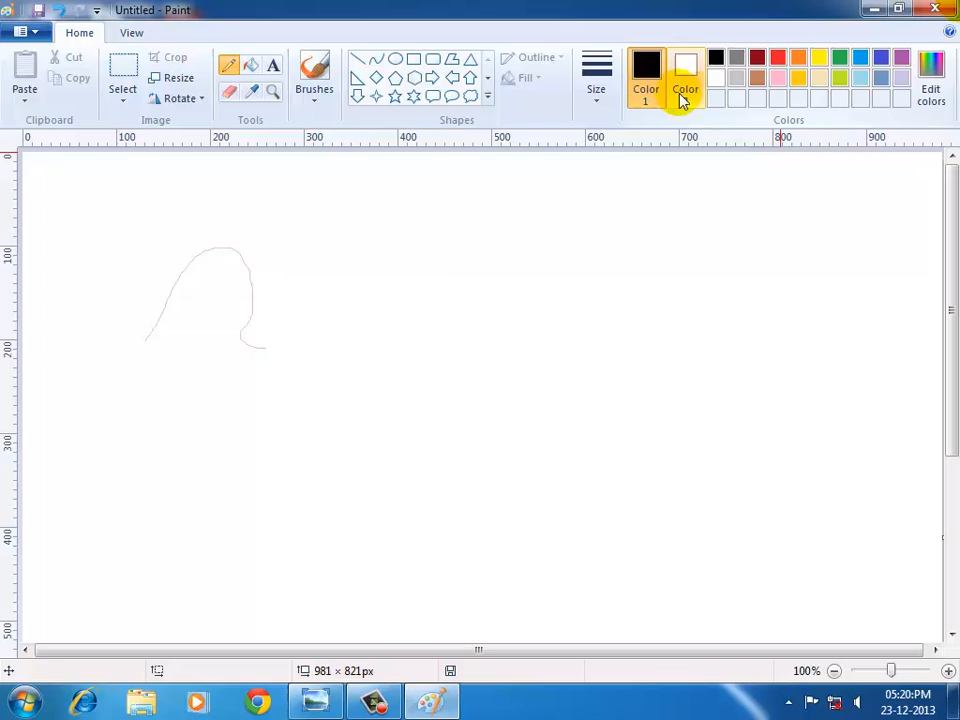 Untitled - Paint
Home View
Paste
Cut
Copy
Clipboard
Select
Crop
Resize
Rotate
Image
A
Tools
Brushes
Outline
Fill
Shapes
Size
Color
1
Color
Edit
colors
Colors
0 100 200 300 400 500 600 700 800 900
0
100
200
300
400
500
981 × 821px
100%
05:20:PM
23-12-2013